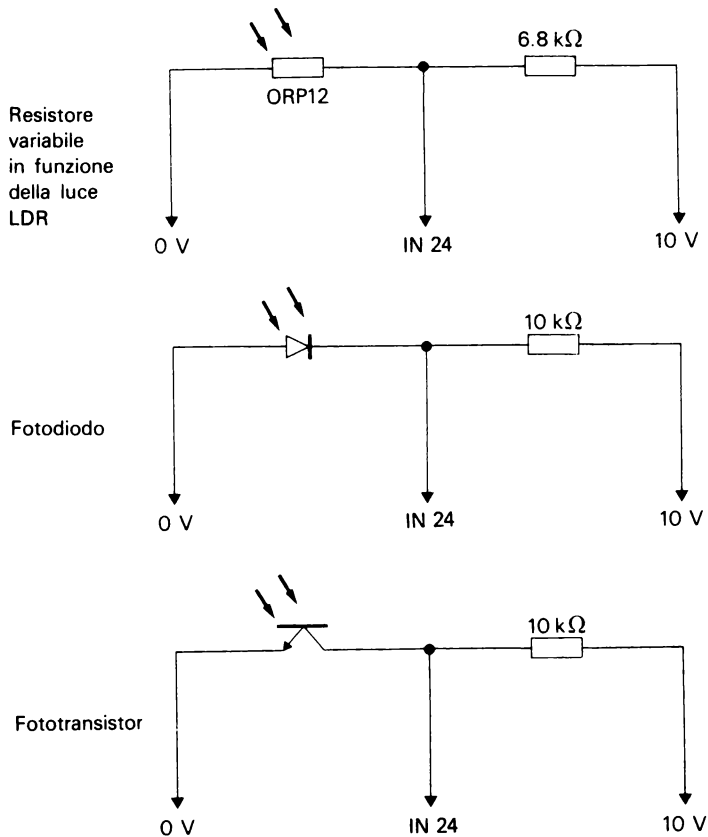 6.8 kΩ
ORP12
Resistore
variabile
in funzione
della luce
LDR
0 V
IN 24
10 V
10 kΩ
Fotodiodo
0 V
IN 24
10 V
10 kΩ
Fototransistor
0 V
IN 24
10 V